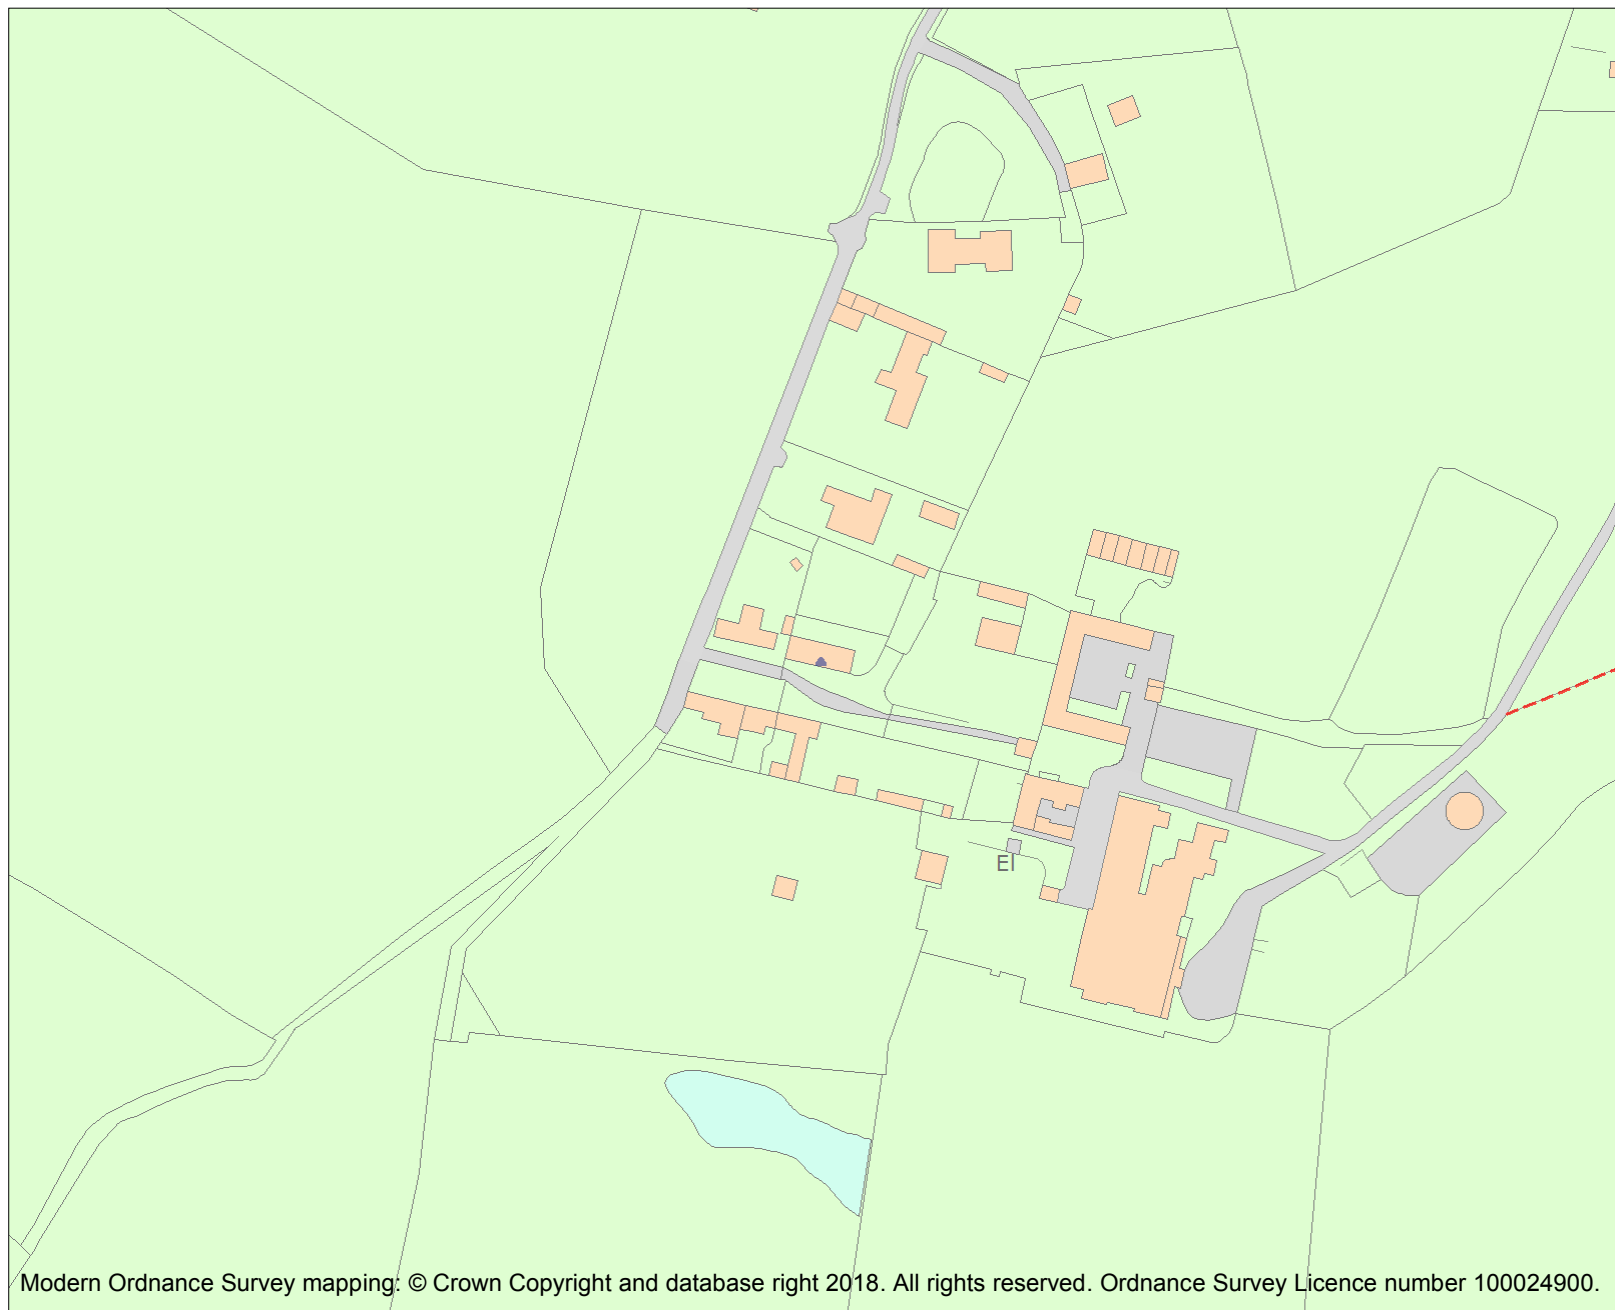 El
Modern Ordnance Survey mapping: © Crown Copyright and database right 2018. All rights reserved. Ordnance Survey Licence number 100024900.